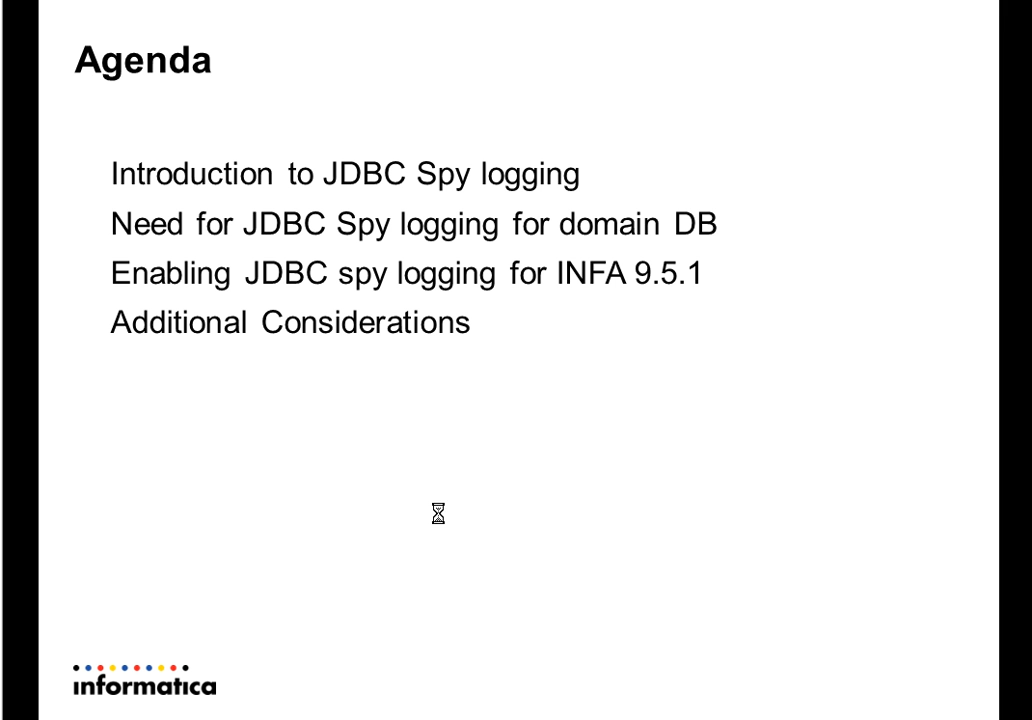 Agenda
Introduction to JDBC Spy logging
Need for JDBC Spy logging for domain DB
Enabling JDBC spy logging for INFA 9.5.1
Additional Considerations
informatica